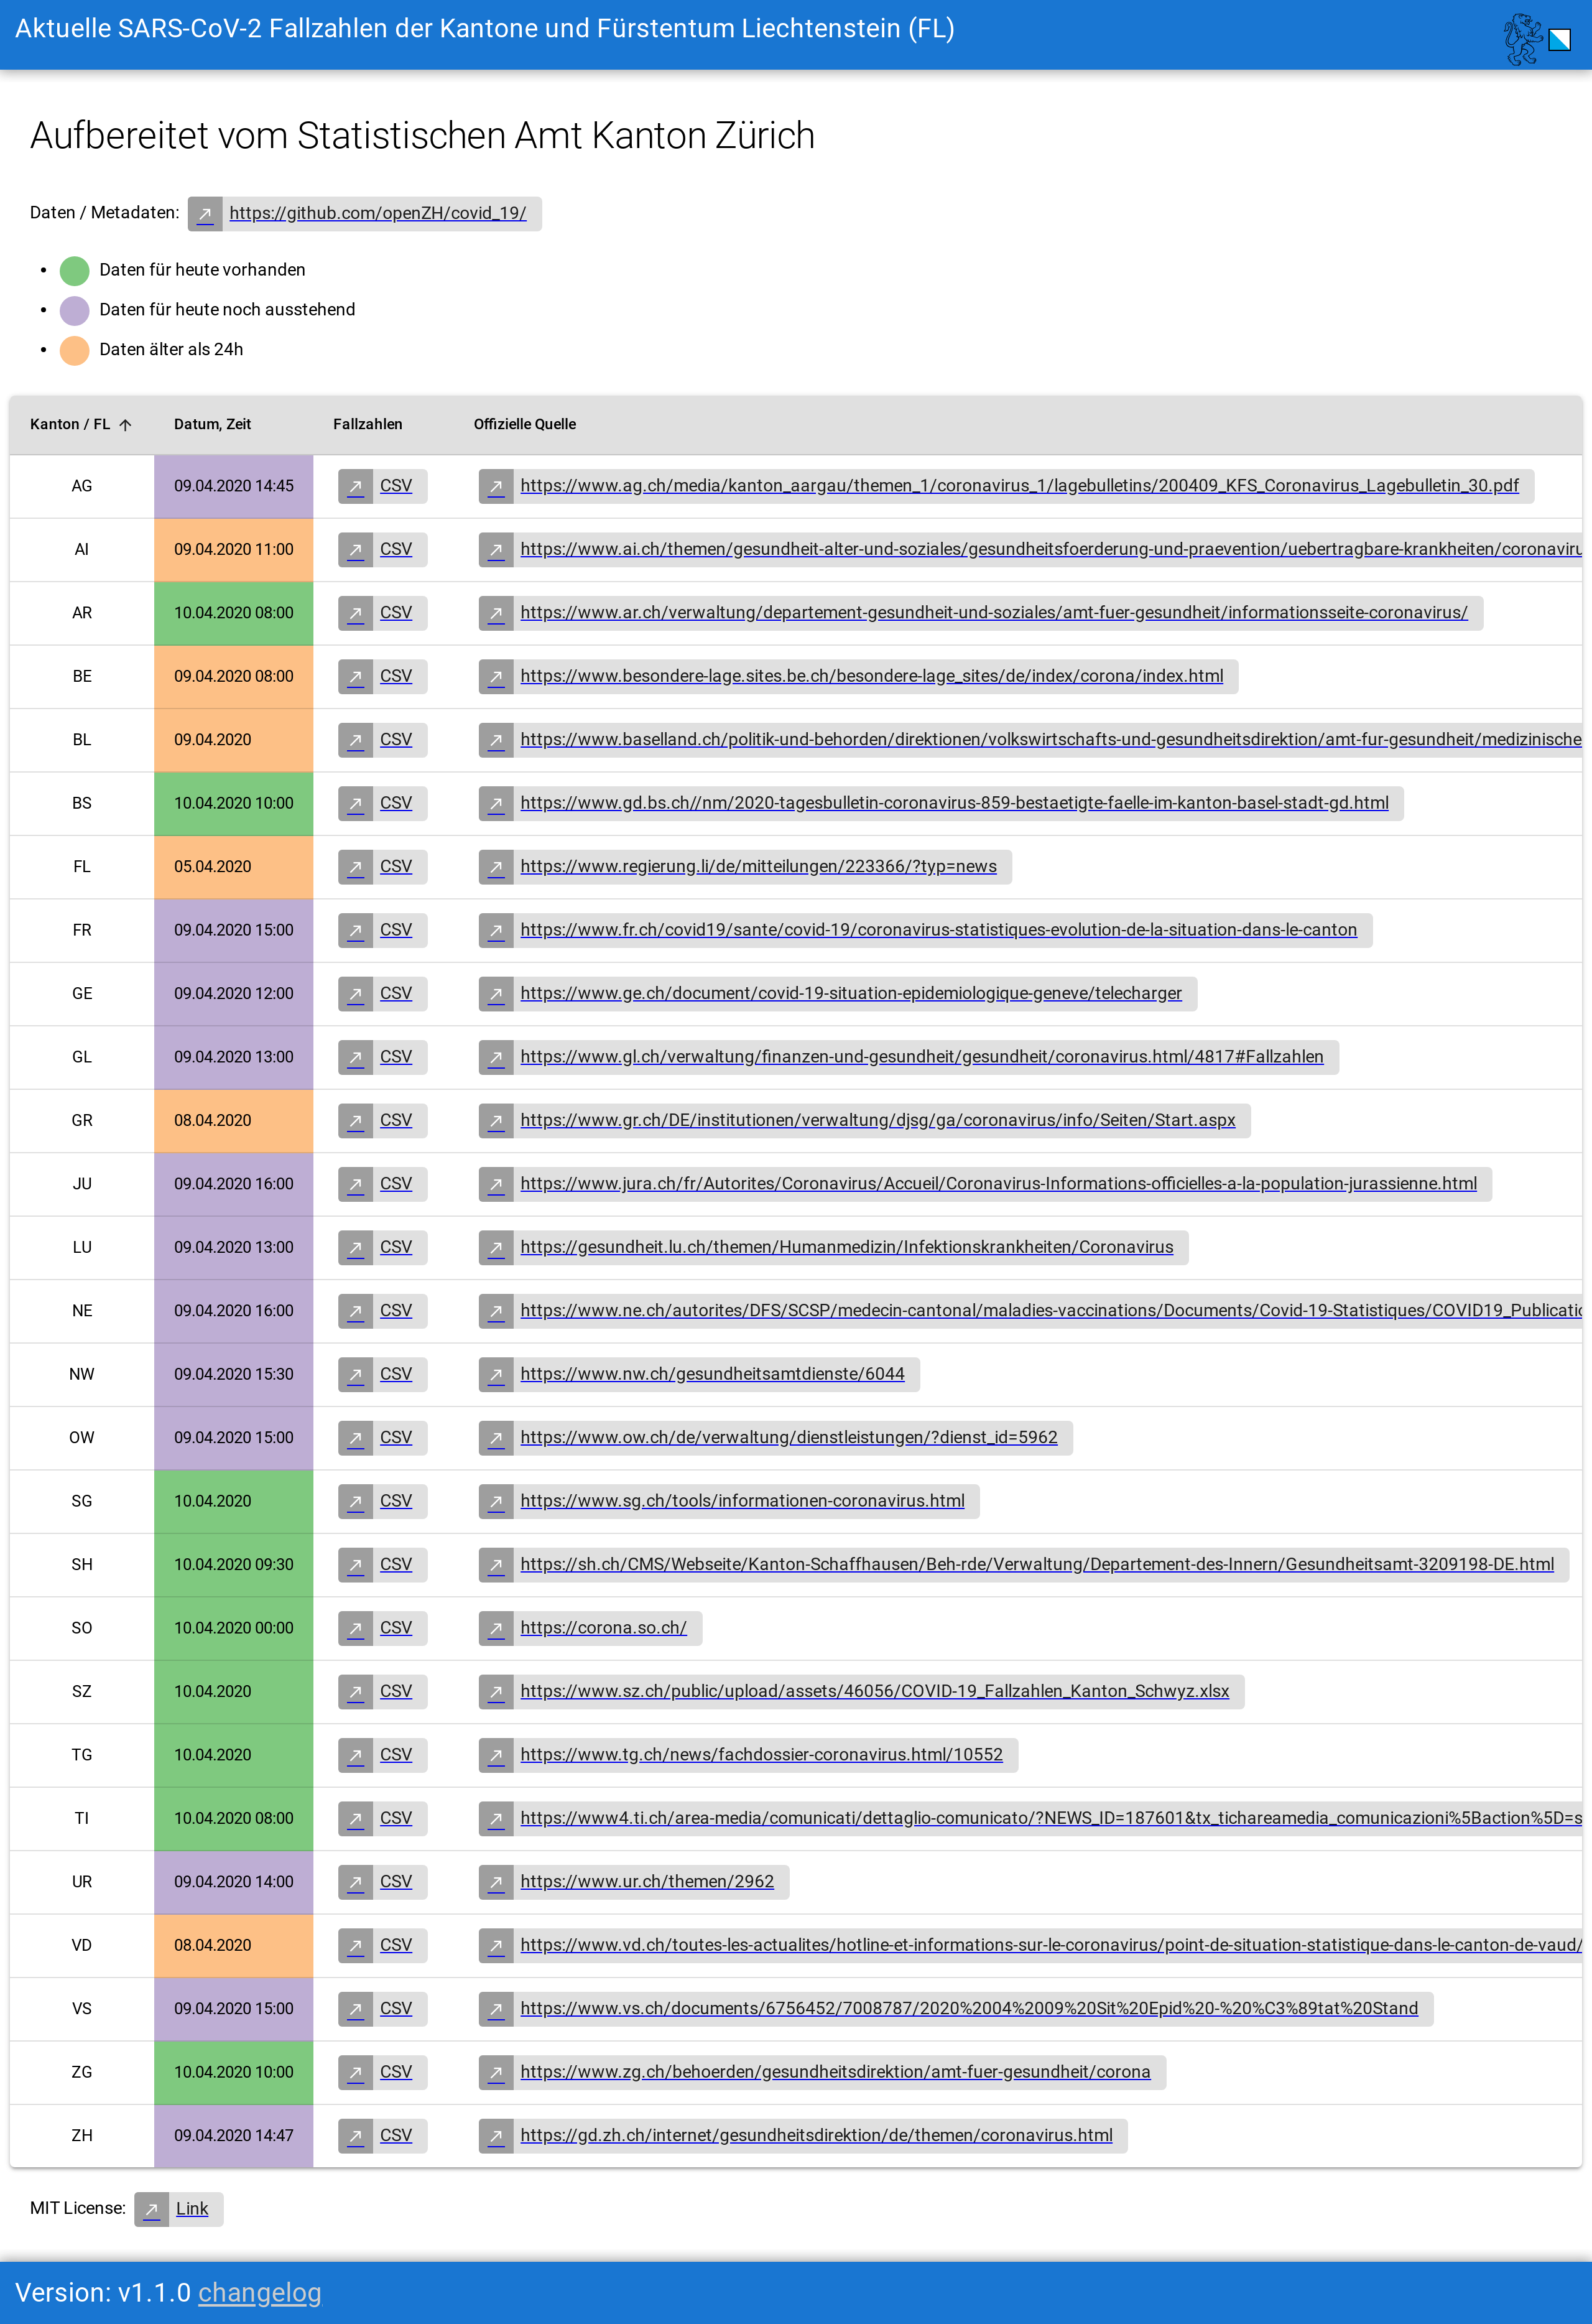 Aktuelle SARS-CoV-2 Fallzahlen der Kantone und Fürstentum Liechtenstein (FL)
Aufbereitet vom Statistischen Amt Kanton Zürich
Daten / Metadaten: https://github.com/openZH/covid_19/
Daten für heute vorhanden
Daten für heute noch ausstehend
Daten älter als 24h
Kanton / FL Datum, Zeit Fallzahlen Offizielle Quelle
AG 09.04.2020 14:45 CSV https://www.ag.ch/media/kanton_aargau/themen_1/coronavirus_1/lagebulletins/200409_KFS_Coronavirus_Lagebulletin_30.pdf
AI 09.04.2020 11:00 CSV https://www.ai.ch/themen/gesundheit-alter-und-soziales/gesundheitsfoerderung-und-praevention/uebertragbare-krankheiten/coronaviru
AR 10.04.2020 08:00 CSV https://www.ar.ch/verwaltung/departement-gesundheit-und-soziales/amt-fuer-gesundheit/informationsseite-coronavirus/
BE 09.04.2020 08:00 CSV https://www.besondere-lage.sites.be.ch/besondere-lage_sites/de/index/corona/index.html
BL 09.04.2020 CSV https://www.baselland.ch/politik-und-behorden/direktionen/volkswirtschafts-und-gesundheitsdirektion/amt-fur-gesundheit/medizinische
BS 10.04.2020 10:00 CSV https://www.gd.bs.ch//nm/2020-tagesbulletin-coronavirus-859-bestaetigte-faelle-im-kanton-basel-stadt-gd.html
FL 05.04.2020 CSV https://www.regierung.li/de/mitteilungen/223366/?typ=news
FR 09.04.2020 15:00 CSV https://www.fr.ch/covid19/sante/covid-19/coronavirus-statistiques-evolution-de-la-situation-dans-le-canton
GE 09.04.2020 12:00 CSV https://www.ge.ch/document/covid-19-situation-epidemiologique-geneve/telecharger
GL 09.04.2020 13:00 CSV https://www.gl.ch/verwaltung/finanzen-und-gesundheit/gesundheit/coronavirus.html/4817#Fallzahlen
GR 08.04.2020 CSV https://www.gr.ch/DE/institutionen/verwaltung/djsg/ga/coronavirus/info/Seiten/Start.aspx
JU 09.04.2020 16:00 CSV https://www.jura.ch/fr/Autorites/Coronavirus/Accueil/Coronavirus-Informations-officielles-a-la-population-jurassienne.html
LU 09.04.2020 13:00 CSV https://gesundheit.lu.ch/themen/Humanmedizin/Infektionskrankheiten/Coronavirus
NE 09.04.2020 16:00 CSV https://www.ne.ch/autorites/DFS/SCSP/medecin-cantonal/maladies-vaccinations/Documents/Covid-19-Statistiques/COVID19_Publicatio
NW 09.04.2020 15:30 CSV https://www.nw.ch/gesundheitsamtdienste/6044
OW 09.04.2020 15:00 CSV https://www.ow.ch/de/verwaltung/dienstleistungen/?dienst_id=5962
SG 10.04.2020 CSV https://www.sg.ch/tools/informationen-coronavirus.html
SH 10.04.2020 09:30 CSV https://sh.ch/CMS/Webseite/Kanton-Schaffhausen/Beh-rde/Verwaltung/Departement-des-Innern/Gesundheitsamt-3209198-DE.html
SO 10.04.2020 00:00 CSV https://corona.so.ch/
SZ 10.04.2020 CSV https://www.sz.ch/public/upload/assets/46056/COVID-19_Fallzahlen_Kanton_Schwyz.xlsx
TG 10.04.2020 CSV https://www.tg.ch/news/fachdossier-coronavirus.html/10552
TI 10.04.2020 08:00 CSV https://www4.ti.ch/area-media/comunicati/dettaglio-comunicato/?NEWS_ID=187601&tx_tichareamedia_comunicazioni%5Baction%5D=s
UR 09.04.2020 14:00 CSV https://www.ur.ch/themen/2962
VD 08.04.2020 CSV https://www.vd.ch/toutes-les-actualites/hotline-et-informations-sur-le-coronavirus/point-de-situation-statistique-dans-le-canton-de-vaud/
VS 09.04.2020 15:00 CSV https://www.vs.ch/documents/6756452/7008787/2020%2004%2009%20Sit%20Epid%20-%20%C3%89tat%20Stand
ZG 10.04.2020 10:00 CSV https://www.zg.ch/behoerden/gesundheitsdirektion/amt-fuer-gesundheit/corona
ZH 09.04.2020 14:47 CSV https://gd.zh.ch/internet/gesundheitsdirektion/de/themen/coronavirus.html
MIT License: Link
Version: v1.1.0 changelog